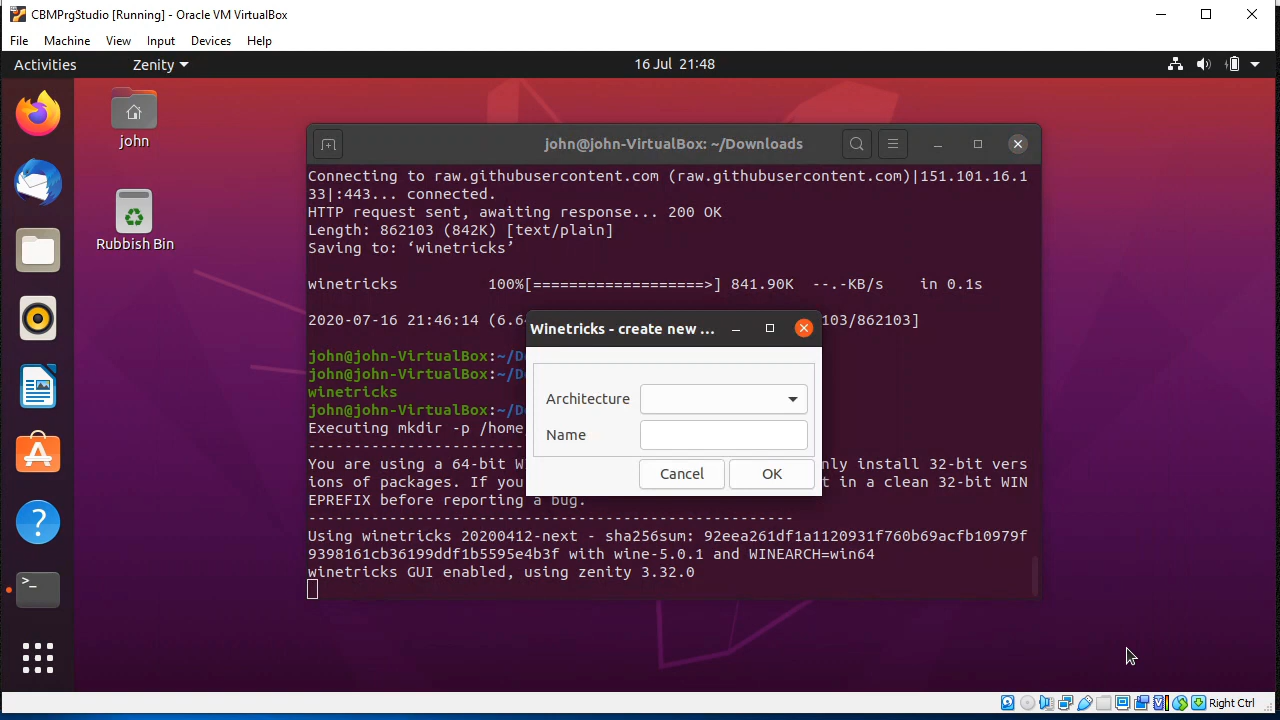 CBMPrgStudio [Running] - Oracle VM VirtualBox
File Machine View Input Devices Help
Activities Zenity 16 Jul 21:48
john
Rubbish Bin
john@john-VirtualBox: ~/Downloads
Connecting to raw.githubusercontent.com (raw.githubusercontent.com)|151.101.16.1
33|:443... connected.
HTTP request sent, awaiting response... 200 OK
Length: 862103 (842K) [text/plain]
Saving to: ‘winetricks’
winetricks 100%[===================>] 841.90K --.-KB/s in 0.1s
2020-07-16 21:46:14 (6.6 103/862103]
john@john-VirtualBox:~/D
john@john-VirtualBox:~/D
winetricks
john@john-VirtualBox:~/D
Executing mkdir -p /home
------------------------
You are using a 64-bit W nly install 32-bit vers
ions of packages. If you t in a clean 32-bit WIN
EPREFIX before reporting a bug.
------------------------------------------------------
Using winetricks 20200412-next - sha256sum: 92eea261df1a1120931f760b69acfb10979f
9398161cb36199ddf1b5595e4b3f with wine-5.0.1 and WINEARCH=win64
winetricks GUI enabled, using zenity 3.32.0
Winetricks - create new ...
Architecture
Name
Cancel OK
Right Ctrl